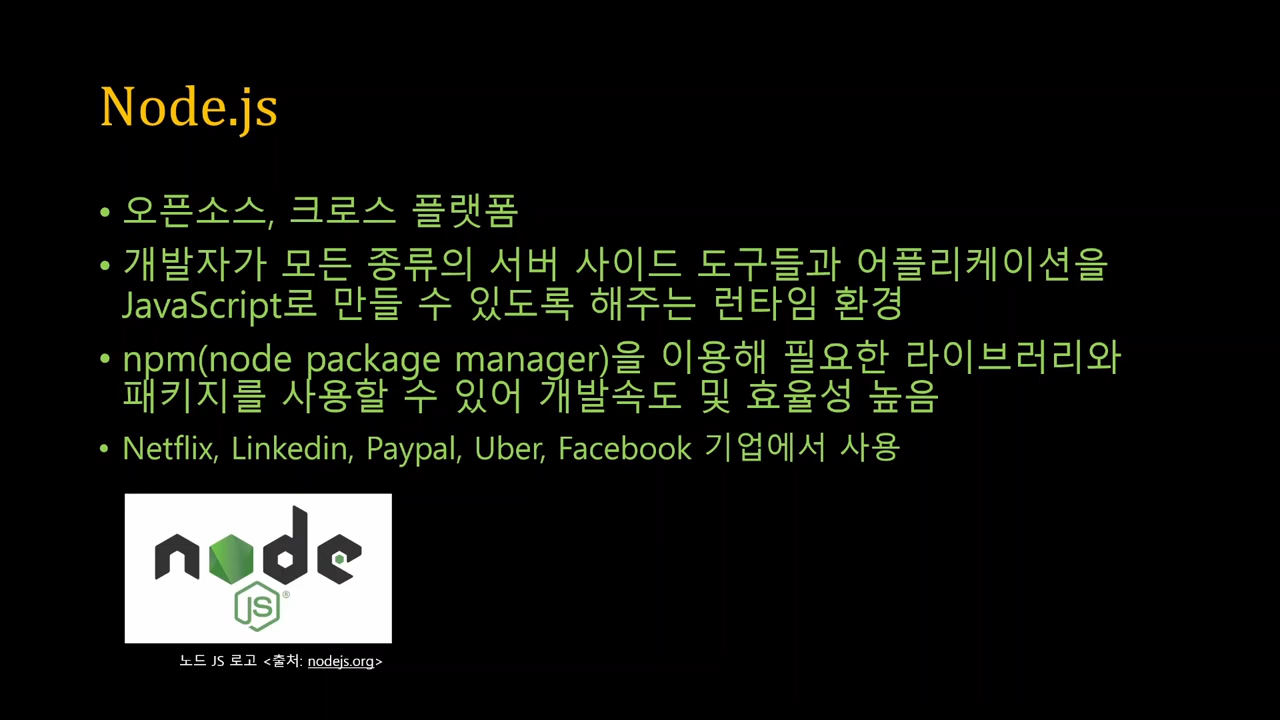 Node.js
• 오픈소스, 크로스 플랫폼
• 개발자가 모든 종류의 서버 사이드 도구들과 어플리케이션을
JavaScript로 만들 수 있도록 해주는 런타임 환경
• npm(node package manager)을 이용해 필요한 라이브러리와
패키지를 사용할 수 있어 개발속도 및 효율성 높음
• Netflix, Linkedin, Paypal, Uber, Facebook 기업에서 사용
node
JS®
노드 JS 로고 <출처: nodejs.org>